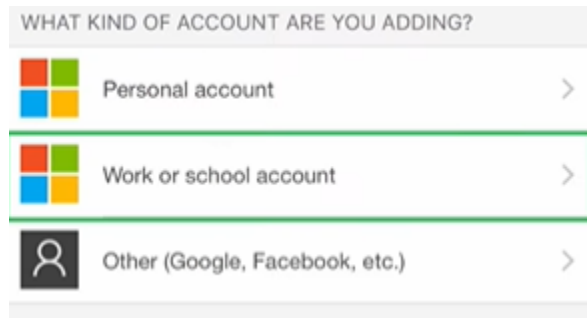 WHAT KIND OF ACCOUNT ARE YOU ADDING?
Personal account
Work or school account
Other (Google, Facebook, etc.)